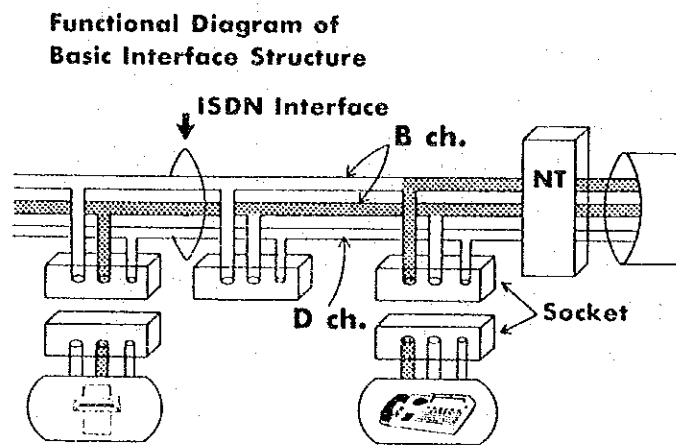 Functional Diagram of
Basic Interface Structure
ISDN Interface
B ch.
NT
D ch.
Socket